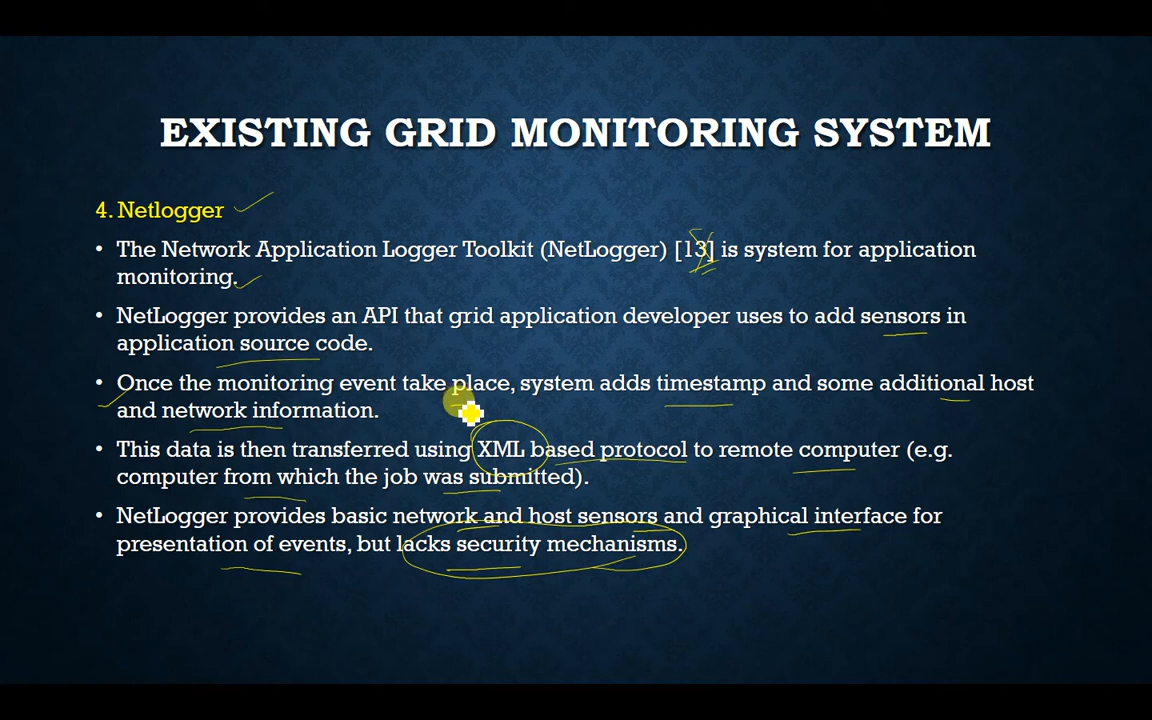 EXISTING GRID MONITORING SYSTEM
4. Netlogger
• The Network Application Logger Toolkit (NetLogger) [13] is system for application
monitoring.
• NetLogger provides an API that grid application developer uses to add sensors in
application source code.
• Once the monitoring event take place, system adds timestamp and some additional host
and network information.
• This data is then transferred using XML based protocol to remote computer (e.g.
computer from which the job was submitted).
• NetLogger provides basic network and host sensors and graphical interface for
presentation of events, but lacks security mechanisms.